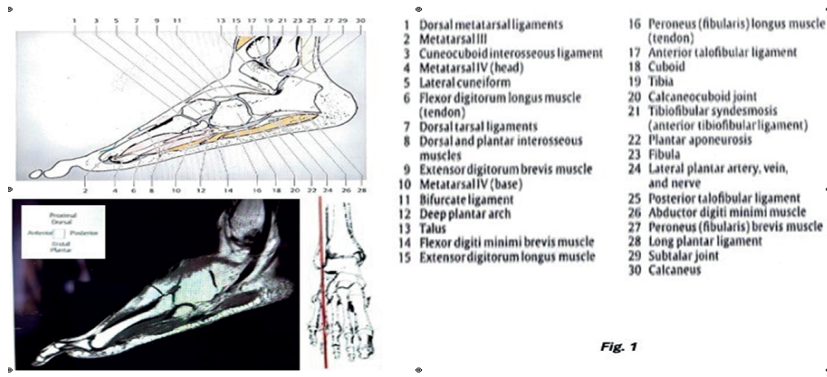 1 3 5 7 9 11 13 15 17 19 21 23 25 27 29 30
2 4 6 8 10 12 14 16 18 20 22 24 26 28
Proximal
Dorsal
Anterior Posterior
Distal
Plantar
1 Dorsal metatarsal ligaments
2 Metatarsal III
3 Cuneocuboid interosseous ligament
4 Metatarsal IV (head)
5 Lateral cuneiform
6 Flexor digitorum longus muscle
(tendon)
7 Dorsal tarsal ligaments
8 Dorsal and plantar interosseous
muscles
9 Extensor digitorum brevis muscle
10 Metatarsal IV (base)
11 Bifurcate ligament
12 Deep plantar arch
13 Talus
14 Flexor digiti minimi brevis muscle
15 Extensor digitorum longus muscle
16 Peroneus (fibularis) longus muscle
(tendon)
17 Anterior talofibular ligament
18 Cuboid
19 Tibia
20 Calcaneocuboid joint
21 Tibiofibular syndesmosis
(anterior tibiofibular ligament)
22 Plantar aponeurosis
23 Fibula
24 Lateral plantar artery, vein,
and nerve
25 Posterior talofibular ligament
26 Abductor digiti minimi muscle
27 Peroneus (fibularis) brevis muscle
28 Long plantar ligament
29 Subtalar joint
30 Calcaneus
Fig. 1